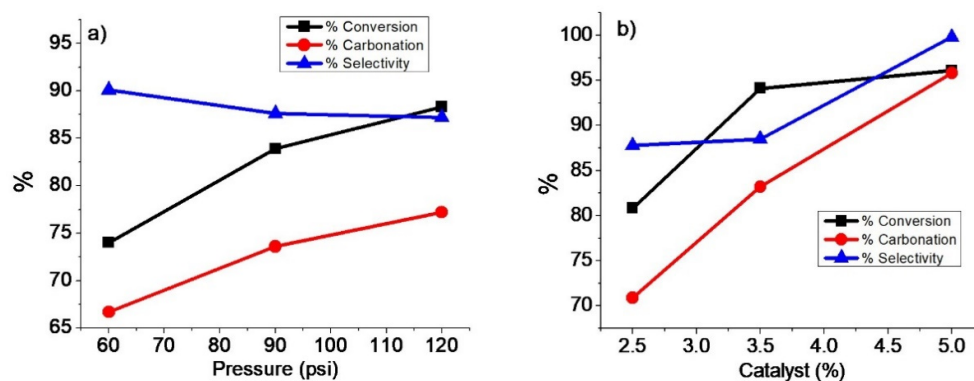 a)
% Conversion
% Carbonation
% Selectivity
95
90
85
80
75
70
65
%
60 70 80 90 100 110 120
Pressure (psi)
b)
100
95
90
85
80
75
70
%
% Conversion
% Carbonation
% Selectivity
2.5 3.0 3.5 4.0 4.5 5.0
Catalyst (%)